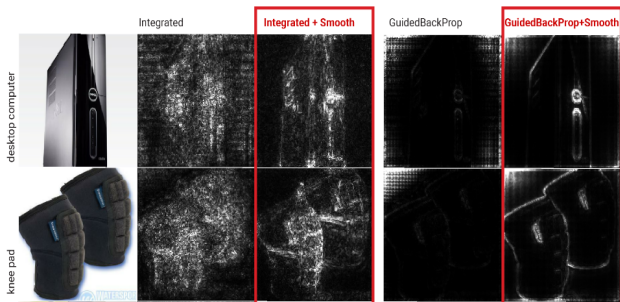 Integrated
Integrated + Smooth
GuidedBackProp
GuidedBackProp+Smooth
desktop computer
knee pad